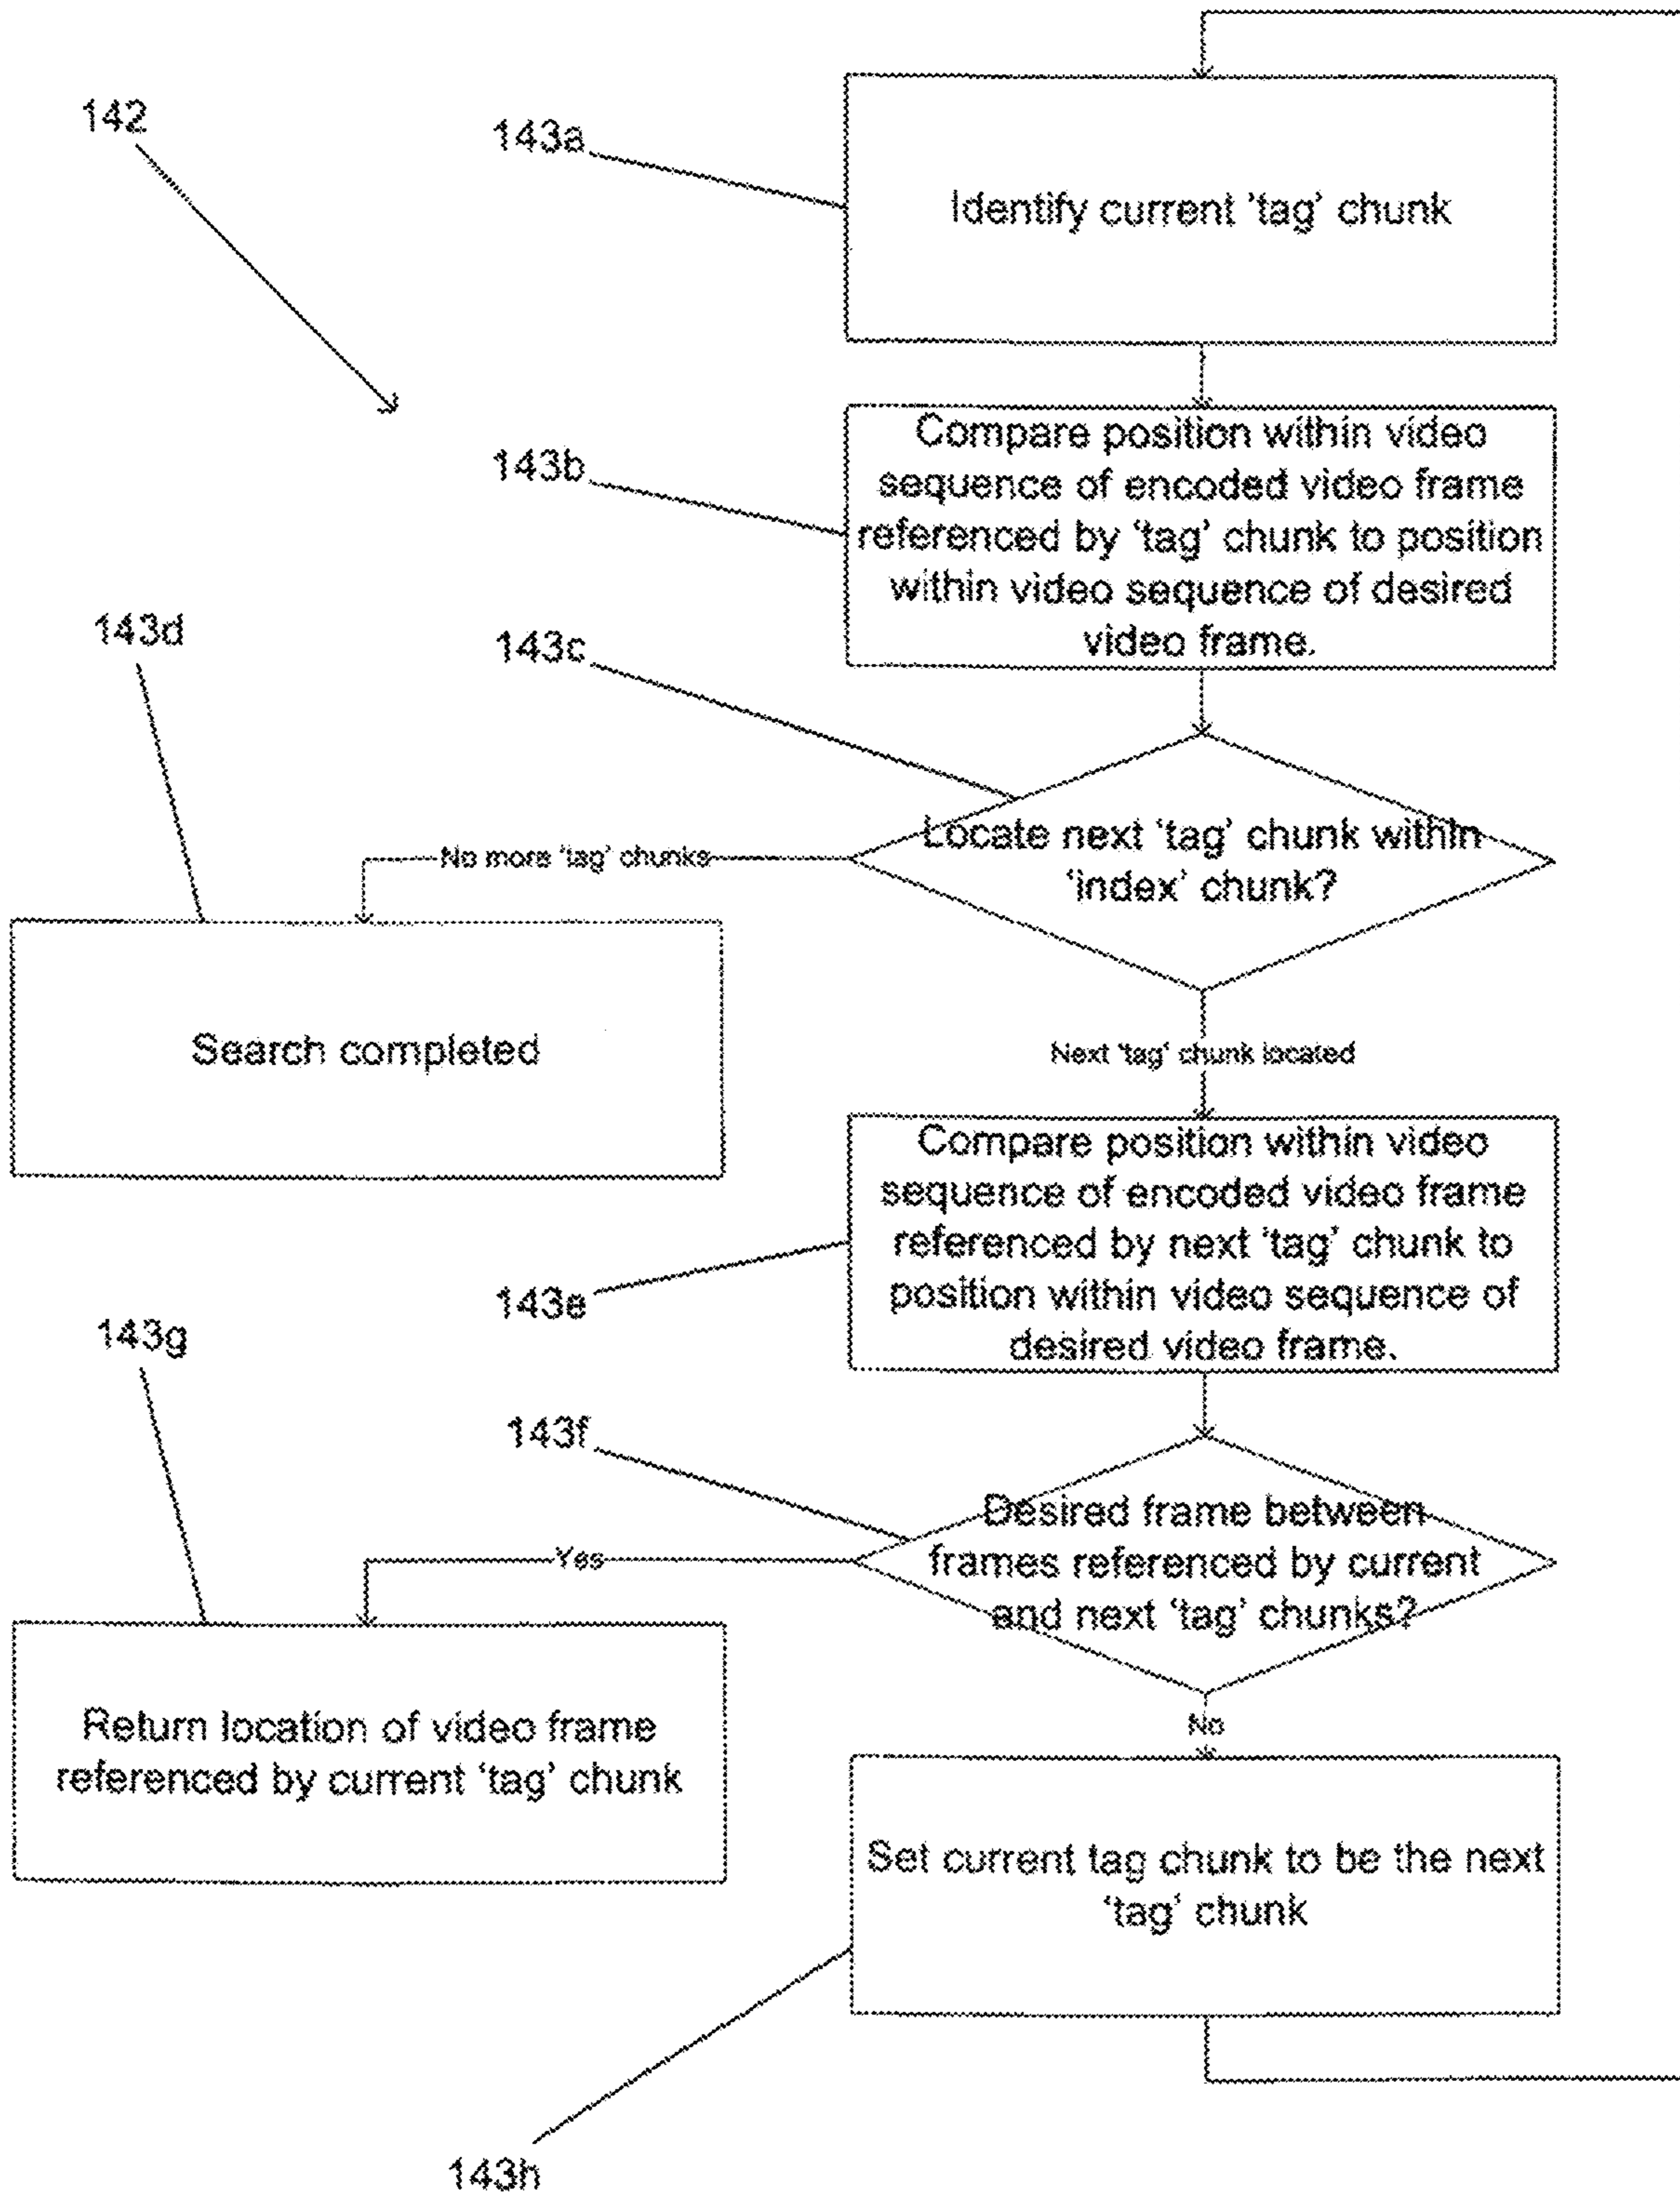 142
143a
Identify current ‘tag’ chunk
143b
Compare position within video
sequence of encoded video frame
referenced by ‘tag’ chunk to position
within video sequence of desired
video frame.
143d
143c
Locate next ‘tag’ chunk within
‘index’ chunk?
No more ‘tag’ chunks
Search completed
Next ‘tag’ chunk located
Compare position within video
sequence of encoded video frame
referenced by next ‘tag’ chunk to
position within video sequence of
desired video frame.
143e
143g
143f
Desired frame between
frames referenced by current
and next ‘tag’ chunks?
Yes
No
Return location of video frame
referenced by current ‘tag’ chunk
Set current tag chunk to be the next
‘tag’ chunk
143h